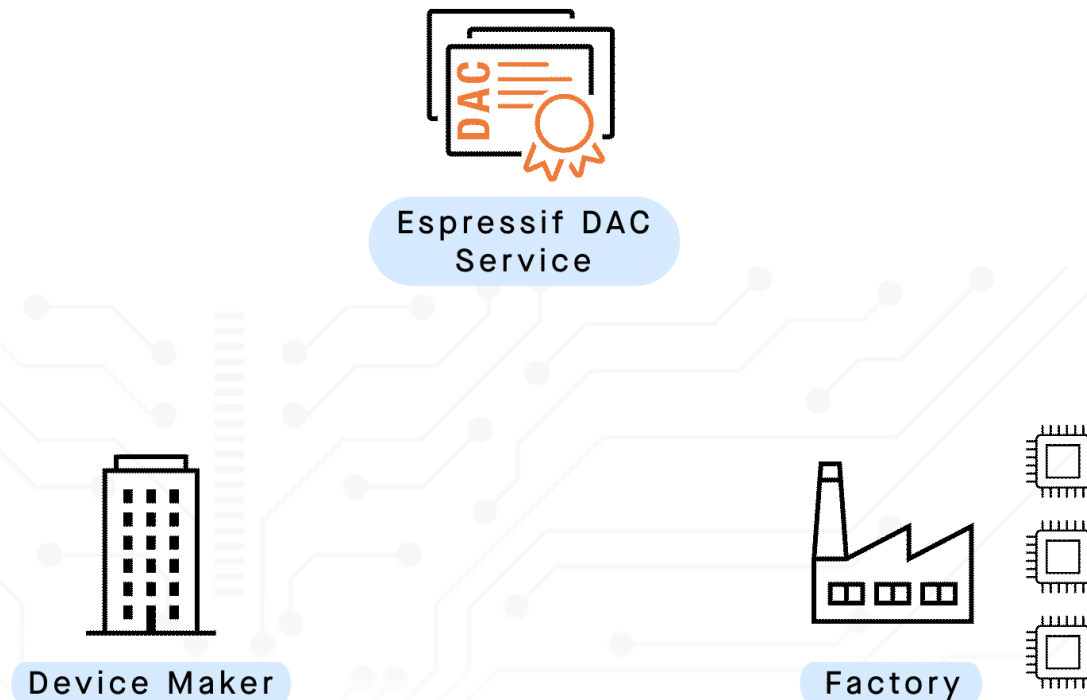 DAC
Espressif DAC
Service
Device Maker
Factory